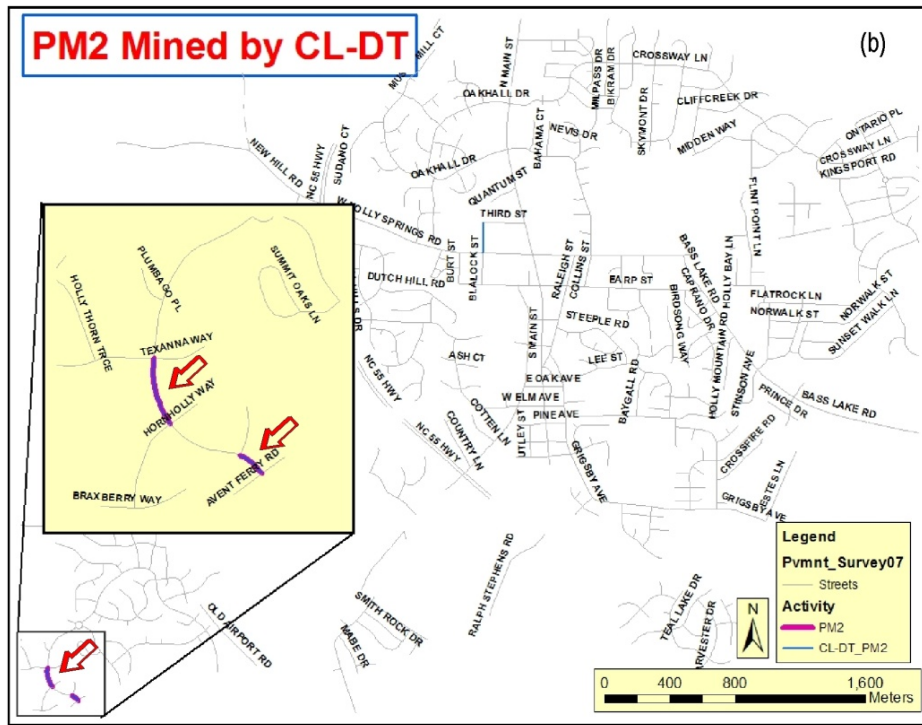 PM2 Mined by CL-DT
(b)
N MAIN ST
MILPASS DR
BIKRAM DR
CROSSWAY LN
OAKHALL DR
CLIFFCREEK DR
BAHAMA CT
NEVIS DR
SKYMONT DR
MIDDEN WAY
ONTARIO PL
CROSSWAY LN
KINGSPORT RD
NEW HILL RD
NC 55 HWY
SUDANO CT
OAKHALL DR
QUANTUM ST
FLINT POINT LN
THIRD ST
BURT ST
BLALOCK ST
RALEIGH ST
COLLINS ST
BASS LAKE RD
CAPRANO DR
HOLLY BAY LN
DUTCH HILL RD
EARP ST
BIRDSONG WAY
FLATROCK LN
NORWALK ST
NORWALK ST
SUNSET WALK LN
S MAIN ST
STEEPLE RD
HOLLY MOUNTAIN RD
NC 55 HWY
ASH CT
LEE ST
BAYGALL RD
STINSON AVE
E OAK AVE
W ELM AVE
PINE AVE
PRINCE DR
BASS LAKE RD
UTLEY ST
COTTEN LN
COUNTRY LN
NC 55 HWY
GRIGSBY AVE
CROSSFIRE RD
ESTES LN
GRIGSBY AVE
HOLLY THORN TRCE
PLUMBAGO PL
SUMMIT OAKS LN
TEXANNA WAY
HORNHOLLY WAY
AVENT FERRY RD
BRAXBERRY WAY
OLD AIRPORT RD
SMITH ROCK DR
MABE DR
RALPH STEPHENS RD
TEAL LAKE DR
Legend
Pvmnt_Survey07
Streets
Activity
PM2
CL-DT_PM2
N
0 400 800 1,600
Meters